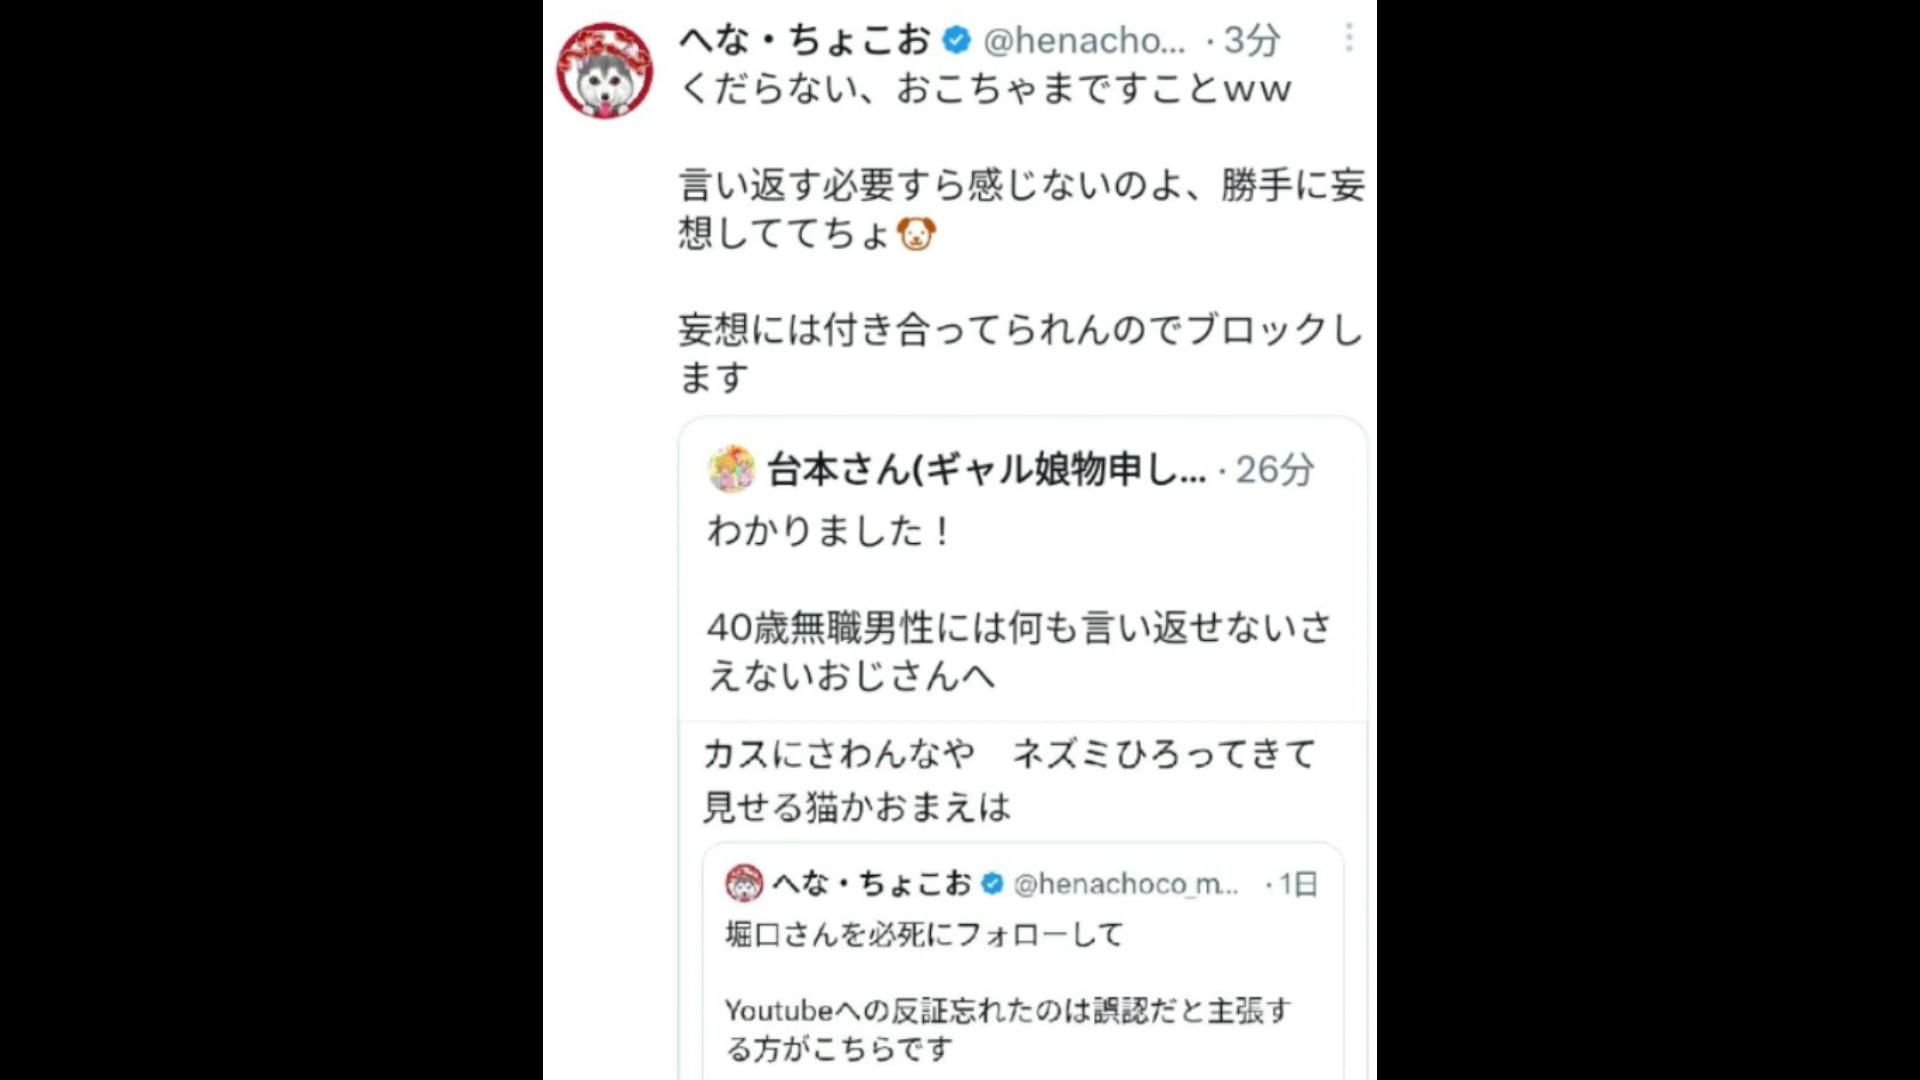 へな・ちょこお @henacho... · 3分
くだらない、おこちゃまですことww
言い返す必要すら感じないのよ、勝手に妄
想しててちょ🐶
妄想には付き合ってられんのでブロックし
ます
台本さん(ギャル娘物申し... · 26分
わかりました！
40歳無職男性には何も言い返せないさ
えないおじさんへ
カスにさわんなや　ネズミひろってきて
見せる猫かおまえは
へな・ちょこお @henachoco_m... · 1日
堀口さんを必死にフォローして
Youtubeへの反証忘れたのは誤認だと主張す
る方がこちらです